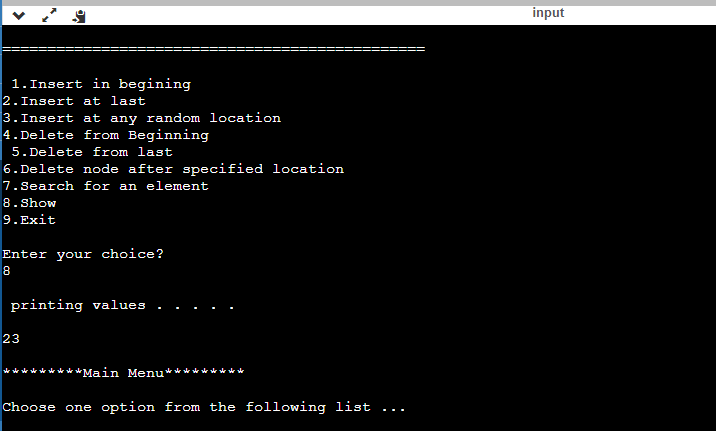 input
===============================================
1.Insert in begining
2.Insert at last
3.Insert at any random location
4.Delete from Beginning
5.Delete from last
6.Delete node after specified location
7.Search for an element
8.Show
9.Exit
Enter your choice?
8
printing values . . . . .
23
*********Main Menu*********
Choose one option from the following list ...